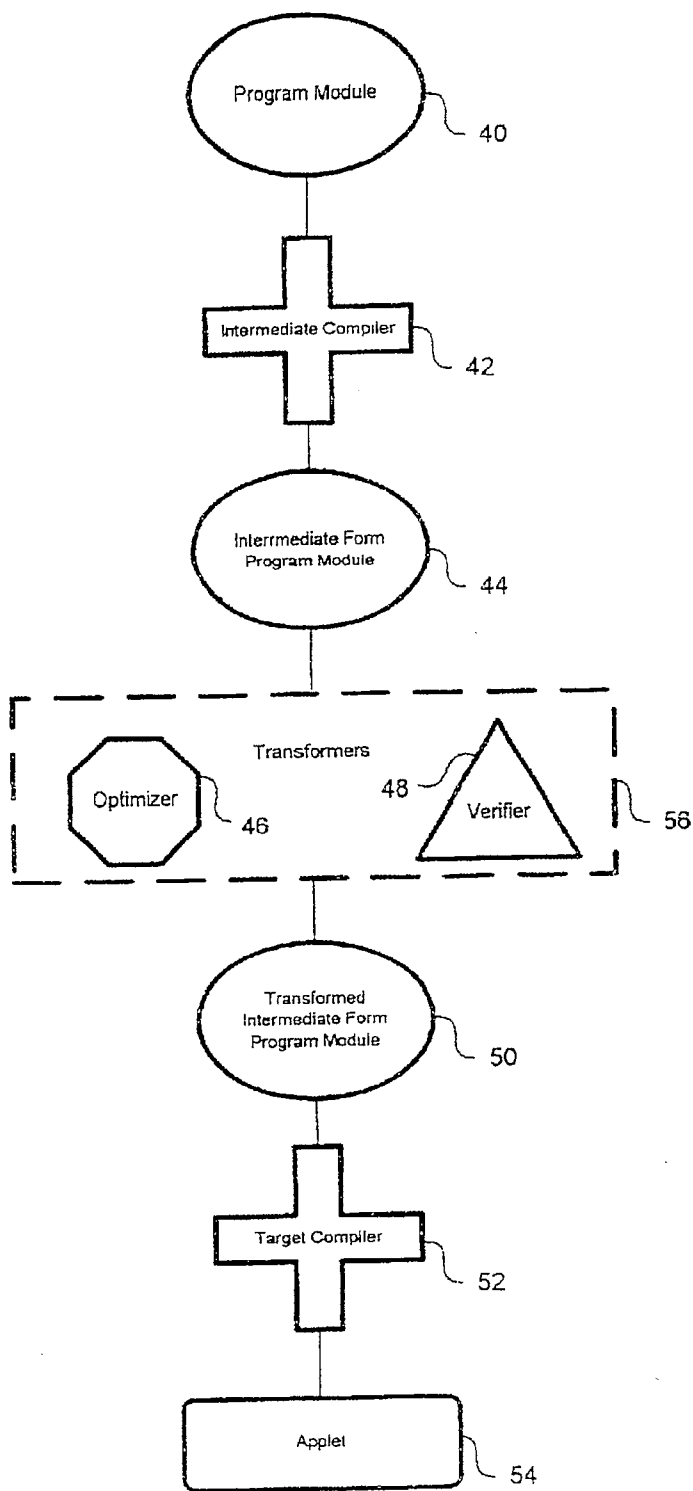 Program Module
40
Intermediate Compiler
42
Interrmediate Form
Program Module
44
Transformers
Optimizer
46
48
Verifier
56
Transformed
Intermediate Form
Program Module
50
Target Compiler
52
Applet
54